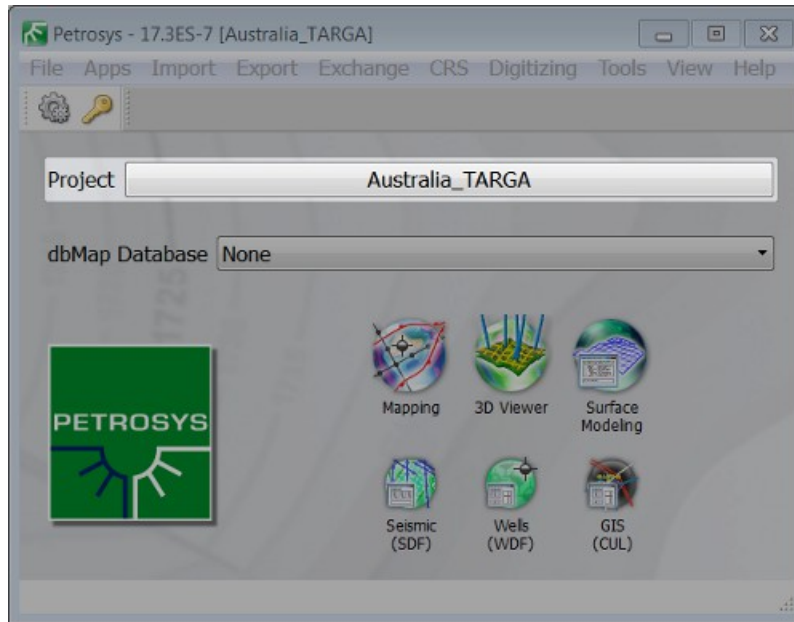 Petrosys - 17.3ES-7 [Australia_TARGA]
File Apps Import Export Exchange CRS Digitizing Tools View Help
Project Australia_TARGA
dbMap Database None
1725
PETROSYS
Mapping 3D Viewer Surface
Modeling
Seismic
(SDF)
Wells
(WDF)
GIS
(CUL)